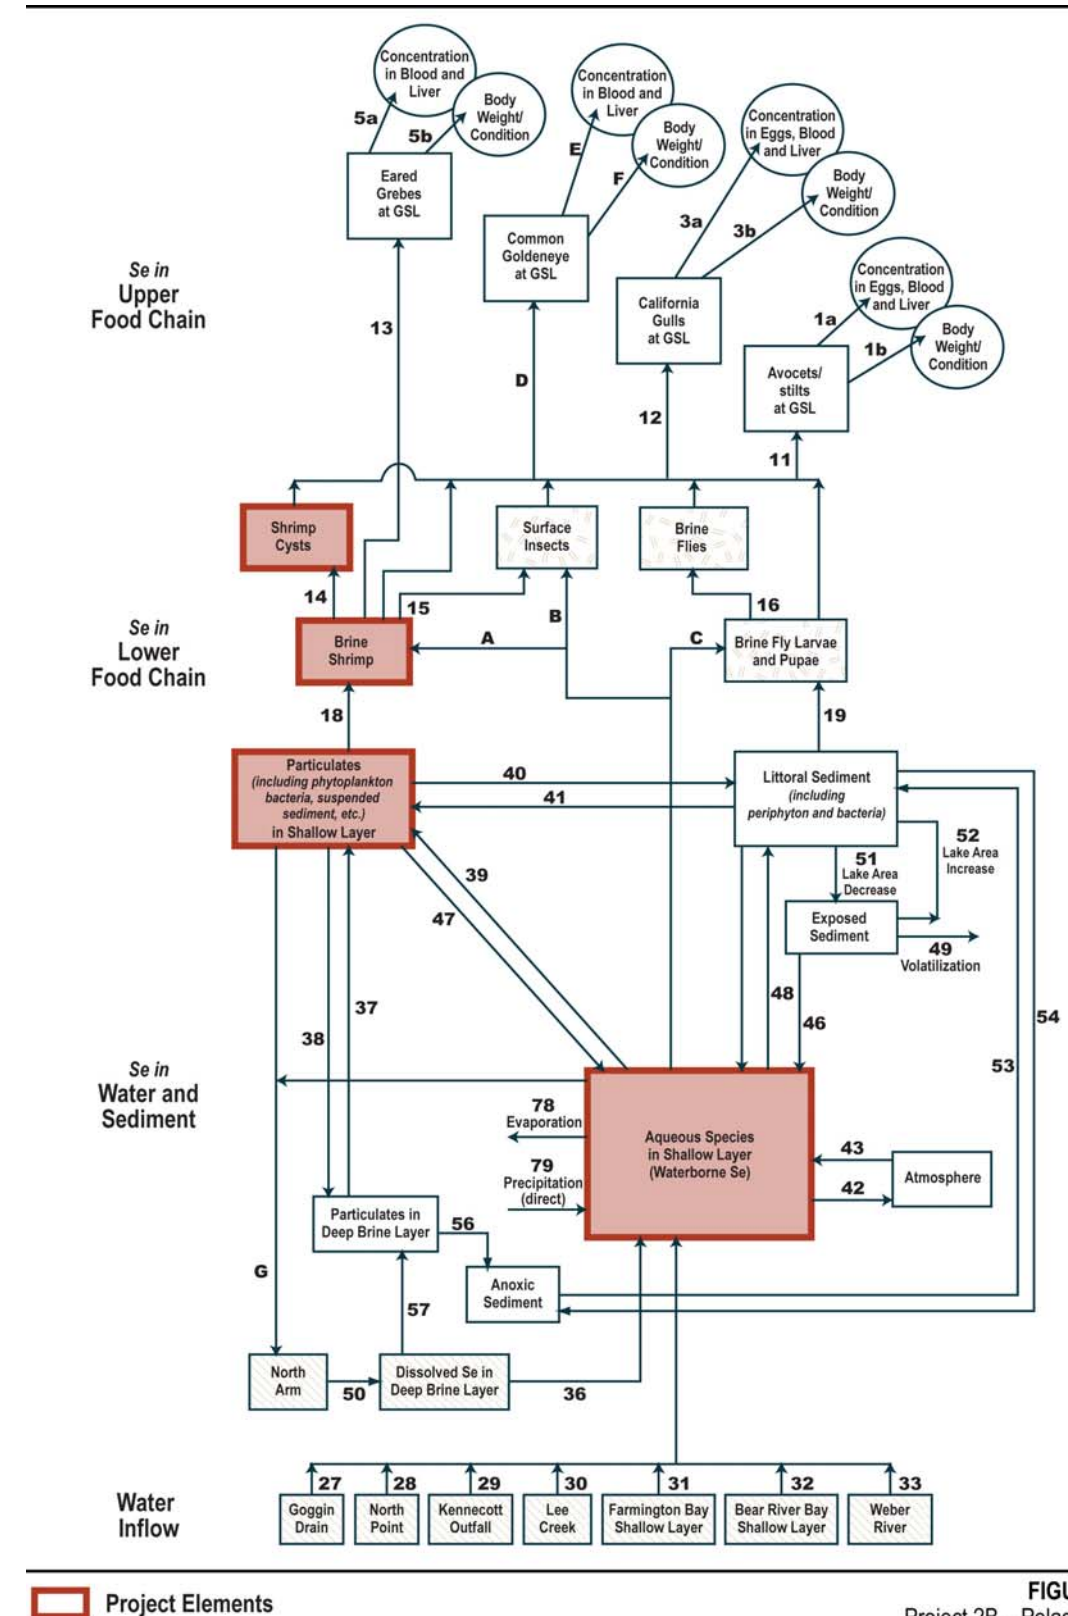 Concentration
in Blood and
Liver
Body
Weight/
Condition
5a
5b
Eared
Grebes
at GSL
Concentration
in Blood and
Liver
Body
Weight/
Condition
E
F
Common
Goldeneye
at GSL
Concentration
in Eggs, Blood
and Liver
Body
Weight/
Condition
3a
3b
California
Gulls
at GSL
Concentration
in Eggs, Blood
and Liver
Body
Weight/
Condition
1a
1b
Avocets/
stilts
at GSL
Se in
Upper
Food Chain
13
D
12
11
Shrimp
Cysts
Surface
Insects
Brine
Flies
14
15
B
16
Se in
Lower
Food Chain
Brine
Shrimp
A
C
Brine Fly Larvae
and Pupae
18
19
Particulates
(including phytoplankton
bacteria, suspended
sediment, etc.)
in Shallow Layer
40
41
Littoral Sediment
(including
periphyton and bacteria)
39
47
51
Lake Area
Decrease
52
Lake Area
Increase
Exposed
Sediment
49
Volatilization
37
38
48
46
54
53
Se in
Water and
Sediment
78
Evaporation
79
Precipitation
(direct)
Aqueous Species
in Shallow Layer
(Waterborne Se)
43
42
Atmosphere
Particulates in
Deep Brine Layer
56
Anoxic
Sediment
G
57
North
Arm
50
Dissolved Se in
Deep Brine Layer
36
Water
Inflow
27
28
29
30
31
32
33
Goggin
Drain
North
Point
Kennecott
Outfall
Lee
Creek
Farmington Bay
Shallow Layer
Bear River Bay
Shallow Layer
Weber
River
Project Elements
FIGU
Project 2B